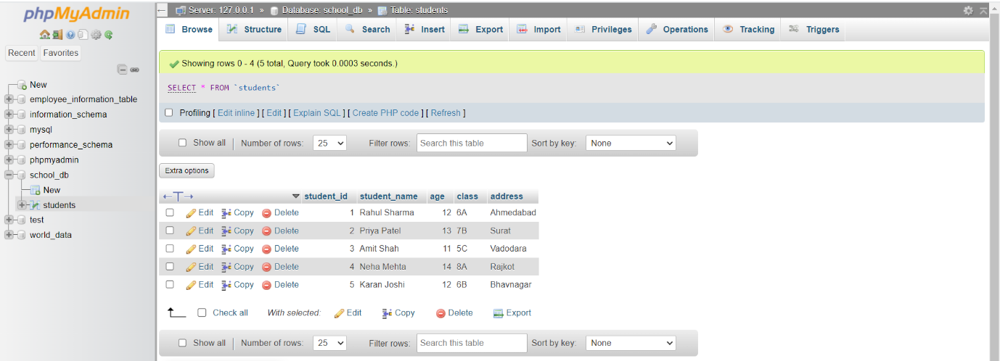 phpMyAdmin
Recent Favorites
New
employee_information_table
information_schema
mysql
performance_schema
phpmyadmin
school_db
New
students
test
world_data
Server: 127.0.0.1 » Database: school_db » Table: students
Browse Structure SQL Search Insert Export Import Privileges Operations Tracking Triggers
Showing rows 0 - 4 (5 total, Query took 0.0003 seconds.)
SELECT * FROM `students`
Profiling [ Edit inline ] [ Edit ] [ Explain SQL ] [ Create PHP code ] [ Refresh ]
Show all | Number of rows: 25 Filter rows: Search this table Sort by key: None
Extra options
←T→ student_id student_name age class address
Edit Copy Delete 1 Rahul Sharma 12 6A Ahmedabad
Edit Copy Delete 2 Priya Patel 13 7B Surat
Edit Copy Delete 3 Amit Shah 11 5C Vadodara
Edit Copy Delete 4 Neha Mehta 14 8A Rajkot
Edit Copy Delete 5 Karan Joshi 12 6B Bhavnagar
Check all With selected: Edit Copy Delete Export
Show all | Number of rows: 25 Filter rows: Search this table Sort by key: None